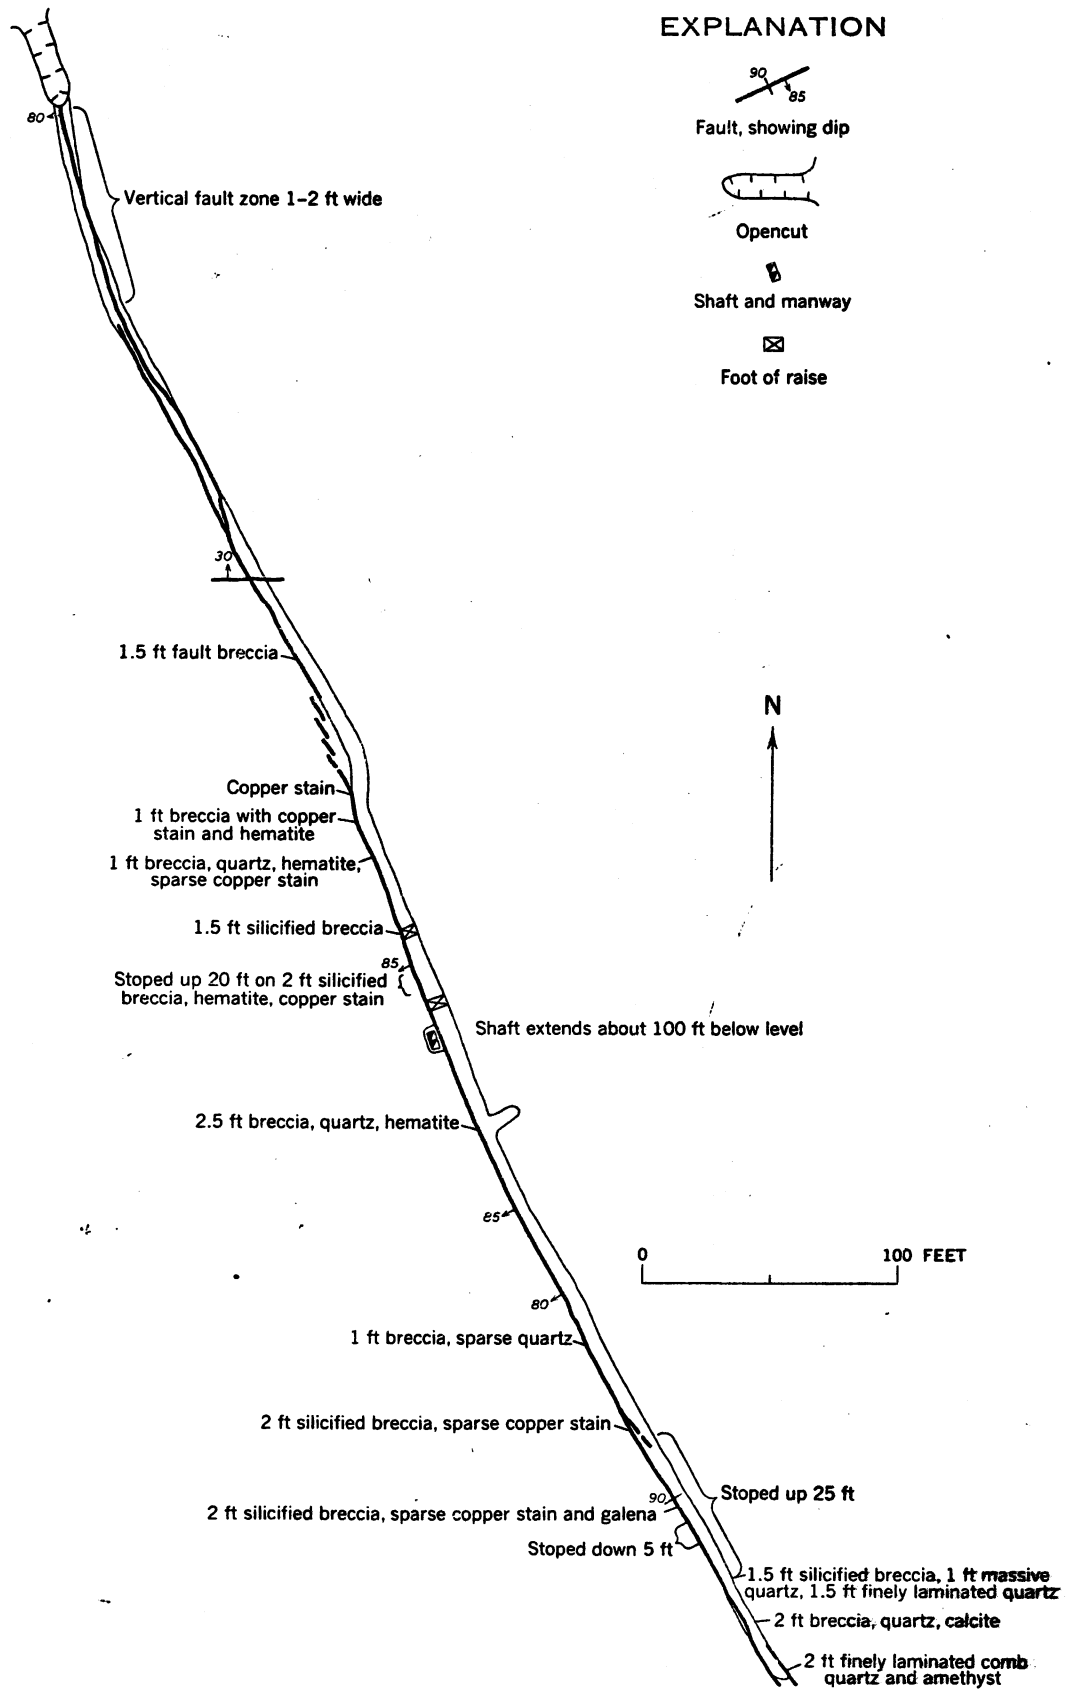 EXPLANATION
90
85
Fault, showing dip
Opencut
Shaft and manway
Foot of raise
80
Vertical fault zone 1–2 ft wide
30
1.5 ft fault breccia
N
Copper stain
1 ft breccia with copper
stain and hematite
1 ft breccia, quartz, hematite,
sparse copper stain
1.5 ft silicified breccia
85
Stoped up 20 ft on 2 ft silicified
breccia, hematite, copper stain
Shaft extends about 100 ft below level
2.5 ft breccia, quartz, hematite
85
0 100 FEET
80
1 ft breccia, sparse quartz
2 ft silicified breccia, sparse copper stain
Stoped up 25 ft
90
2 ft silicified breccia, sparse copper stain and galena
Stoped down 5 ft
1.5 ft silicified breccia, 1 ft massive
quartz, 1.5 ft finely laminated quartz
2 ft breccia, quartz, calcite
2 ft finely laminated comb
quartz and amethyst